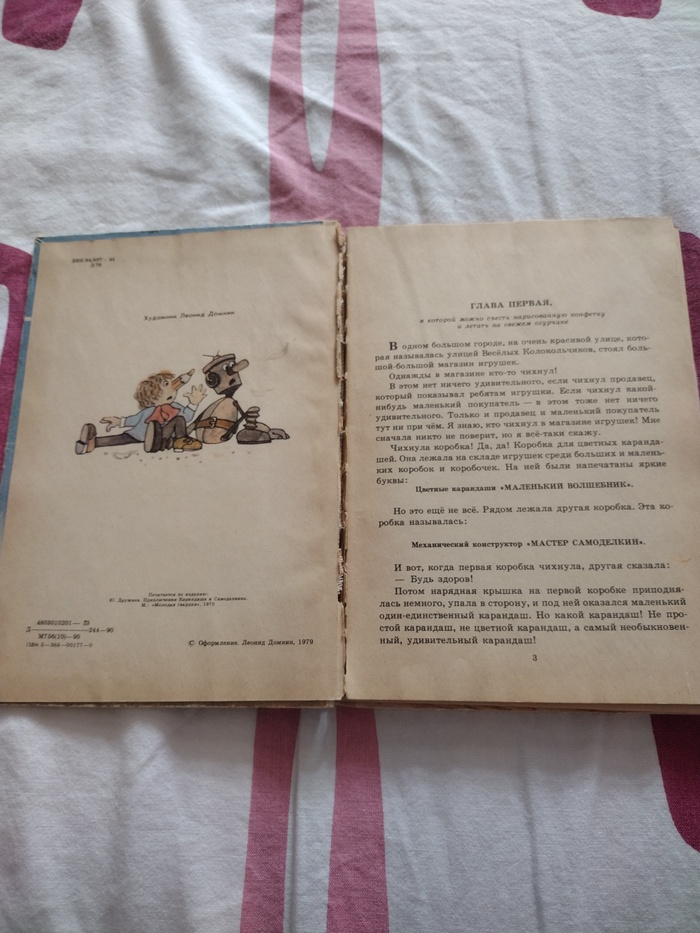 Художник Леонид Домнин
Печатается по изданию:
Ю. Дружков. Приключения Карандаша и Самоделкина.
М.: «Молодая гвардия»,
4803010201—
244—90
М756(10)—90
© Оформление. Леонид Домнин, 1979
ГЛАВА ПЕРВАЯ,
в которой можно съесть нарисованную конфетку
и летать на свежем огурчике
В одном большом городе, на очень красивой улице, кото-
рая называлась улицей Весёлых Колокольчиков, стоял боль-
шой-большой магазин игрушек.
Однажды в магазине кто-то чихнул!
В этом нет ничего удивительного, если чихнул продавец,
который показывал ребятам игрушки. Если чихнул какой-
нибудь маленький покупатель — в этом тоже нет ничего
удивительного. Только и продавец и маленький покупатель
тут ни при чём. Я знаю, кто чихнул в магазине игрушек! Мне
сначала никто не поверит, но я всё-таки скажу.
Чихнула коробка! Да, да! Коробка для цветных каранда-
шей. Она лежала на складе игрушек среди больших и малень-
ких коробок и коробочек. На ней были напечатаны яркие
буквы:
Цветные карандаши «МАЛЕНЬКИЙ ВОЛШЕБНИК».
Но это ещё не всё. Рядом лежала другая коробка. Эта ко-
робка называлась:
Механический конструктор «МАСТЕР САМОДЕЛКИН».
И вот, когда первая коробка чихнула, другая сказала:
— Будь здоров!
Потом нарядная крышка на первой коробке приподня-
лась немного, упала в сторону, и под ней оказался маленький
один-единственный карандаш. Но какой карандаш! Не про-
стой карандаш, не цветной карандаш, а самый необыкновен-
ный, удивительный карандаш!
3